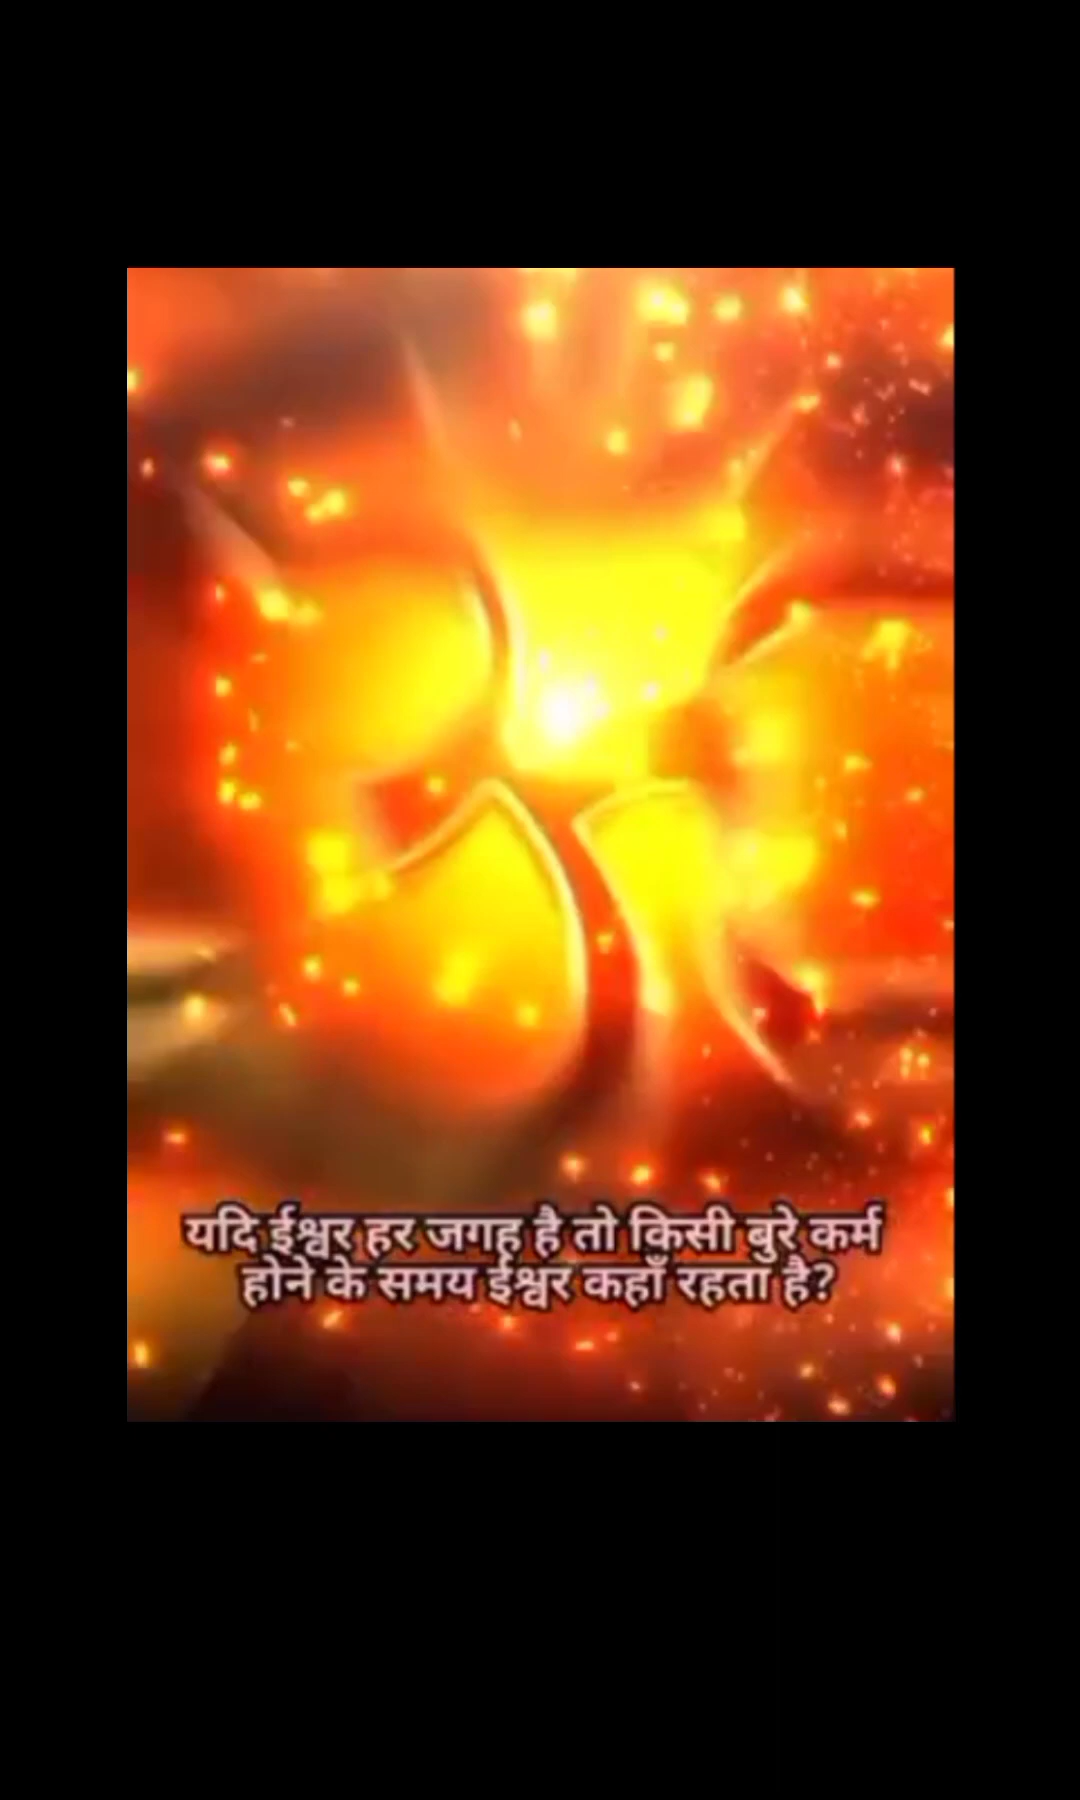 यदि ईश्वर हर जगह है तो किसी बुरे कर्म
होने के समय ईश्वर कहाँ रहता है?